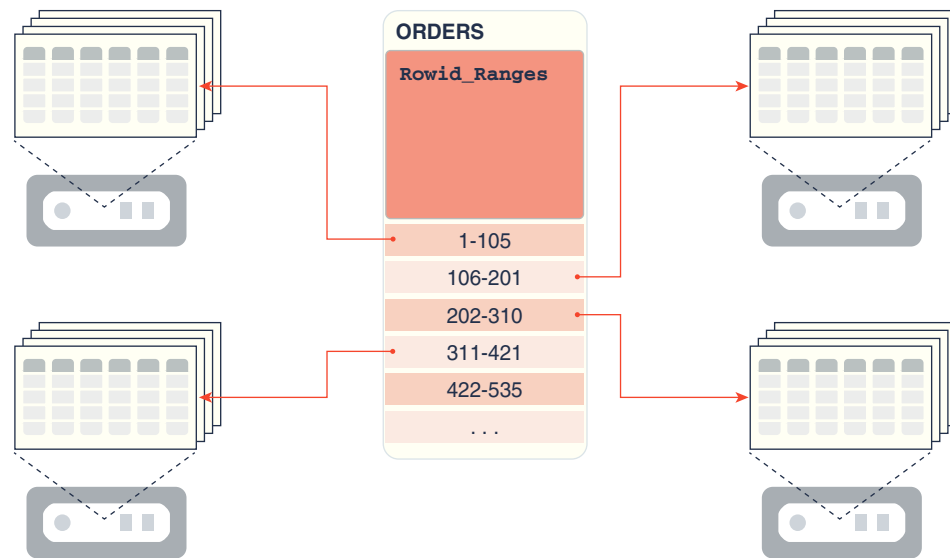 ORDERS
Rowid_Ranges
1-105
106-201
202-310
311-421
422-535
. . .